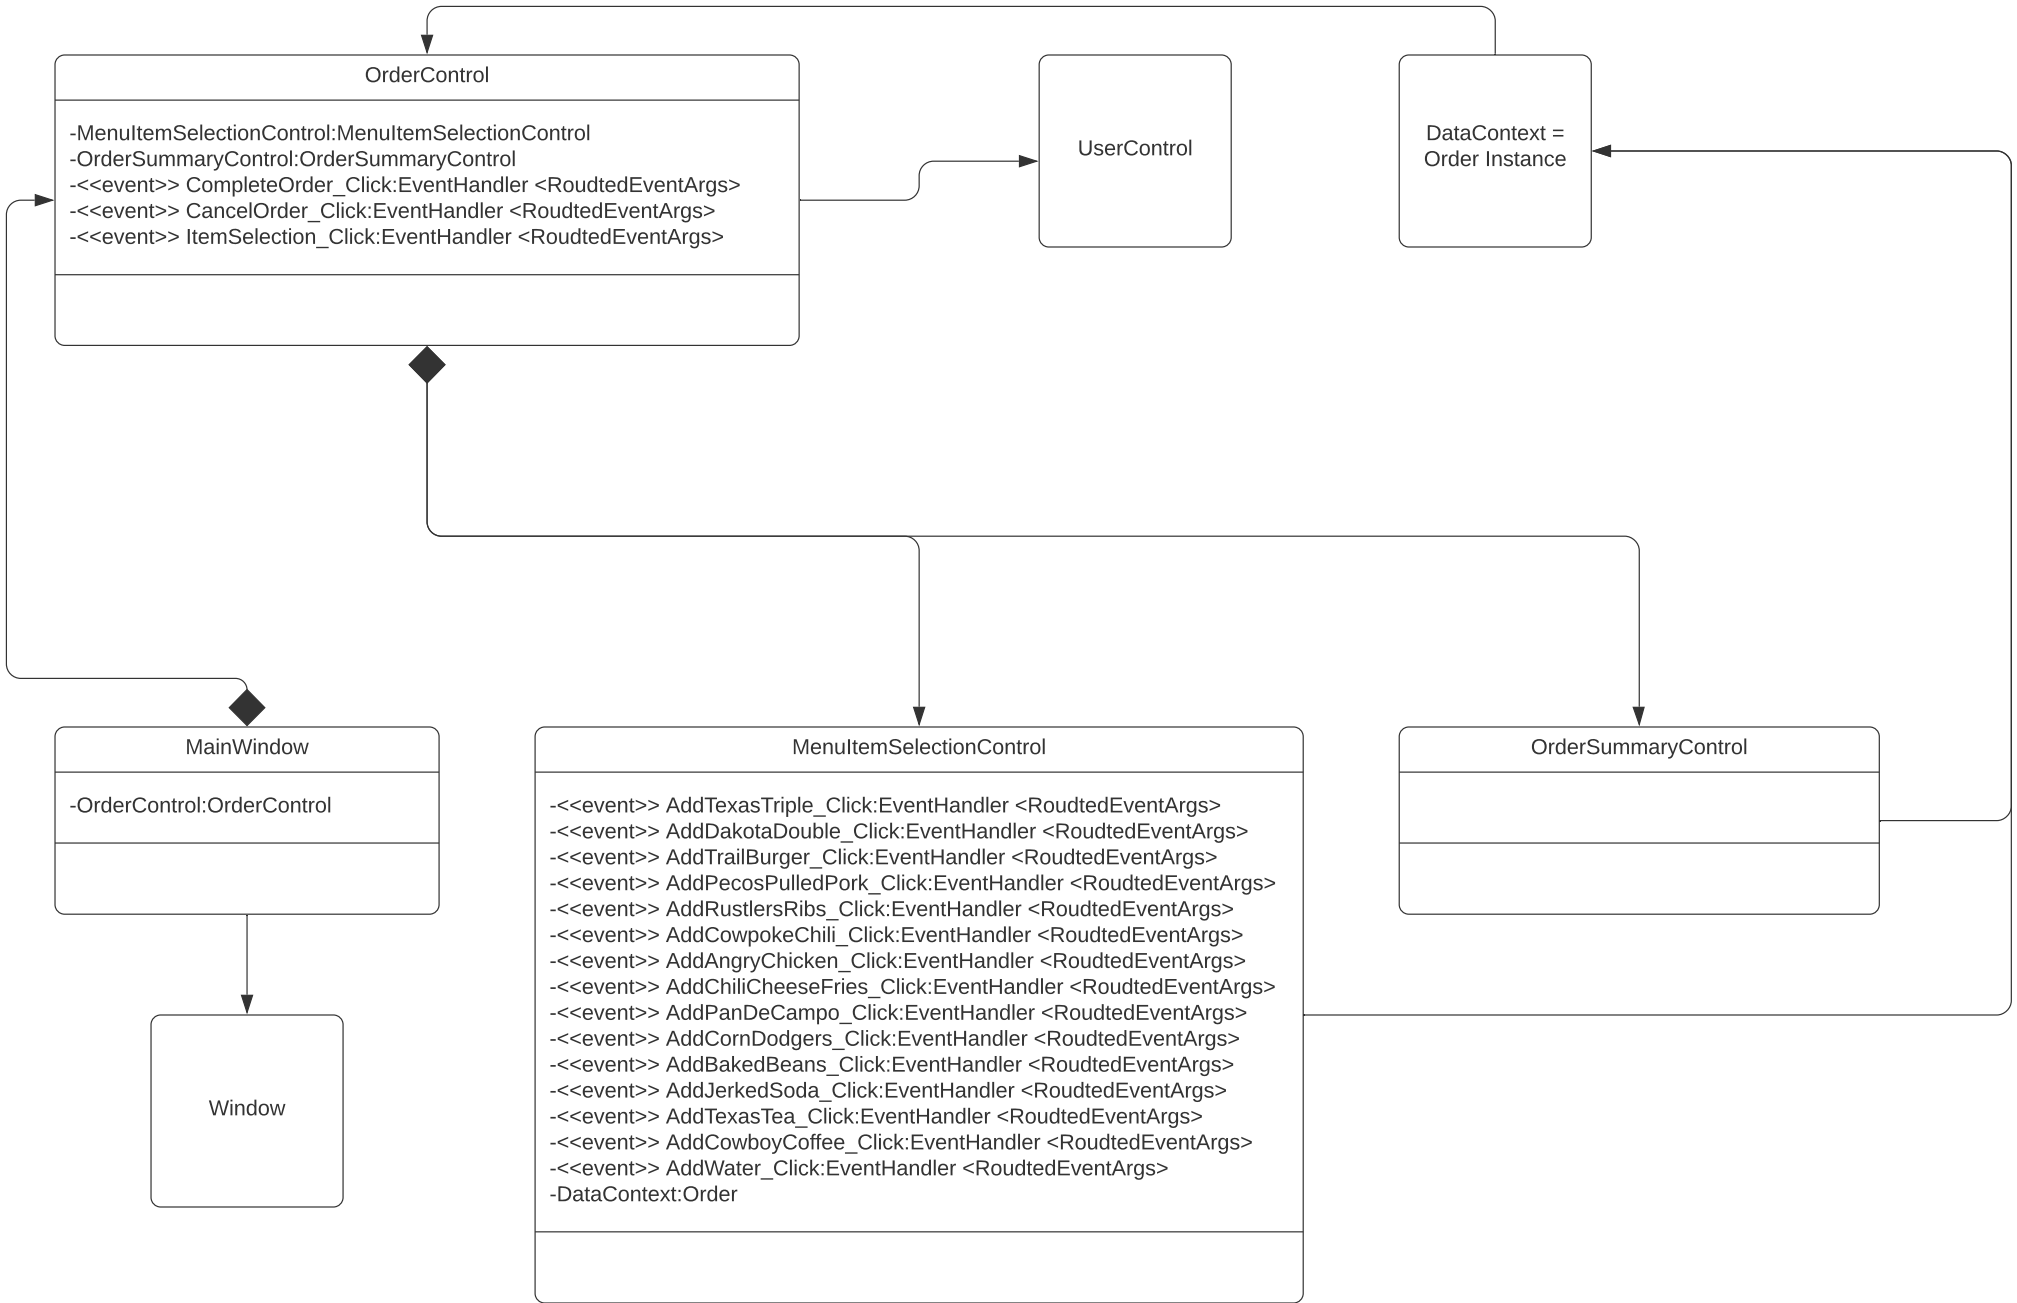 OrderControl
-MenuItemSelectionControl:MenuItemSelectionControl
-OrderSummaryControl:OrderSummaryControl
-<<event>> CompleteOrder_Click:EventHandler <RoudtedEventArgs>
-<<event>> CancelOrder_Click:EventHandler <RoudtedEventArgs>
-<<event>> ItemSelection_Click:EventHandler <RoudtedEventArgs>
UserControl
DataContext =
Order Instance
MainWindow
-OrderControl:OrderControl
Window
MenuItemSelectionControl
-<<event>> AddTexasTriple_Click:EventHandler <RoudtedEventArgs>
-<<event>> AddDakotaDouble_Click:EventHandler <RoudtedEventArgs>
-<<event>> AddTrailBurger_Click:EventHandler <RoudtedEventArgs>
-<<event>> AddPecosPulledPork_Click:EventHandler <RoudtedEventArgs>
-<<event>> AddRustlersRibs_Click:EventHandler <RoudtedEventArgs>
-<<event>> AddCowpokeChili_Click:EventHandler <RoudtedEventArgs>
-<<event>> AddAngryChicken_Click:EventHandler <RoudtedEventArgs>
-<<event>> AddChiliCheeseFries_Click:EventHandler <RoudtedEventArgs>
-<<event>> AddPanDeCampo_Click:EventHandler <RoudtedEventArgs>
-<<event>> AddCornDodgers_Click:EventHandler <RoudtedEventArgs>
-<<event>> AddBakedBeans_Click:EventHandler <RoudtedEventArgs>
-<<event>> AddJerkedSoda_Click:EventHandler <RoudtedEventArgs>
-<<event>> AddTexasTea_Click:EventHandler <RoudtedEventArgs>
-<<event>> AddCowboyCoffee_Click:EventHandler <RoudtedEventArgs>
-<<event>> AddWater_Click:EventHandler <RoudtedEventArgs>
-DataContext:Order
OrderSummaryControl